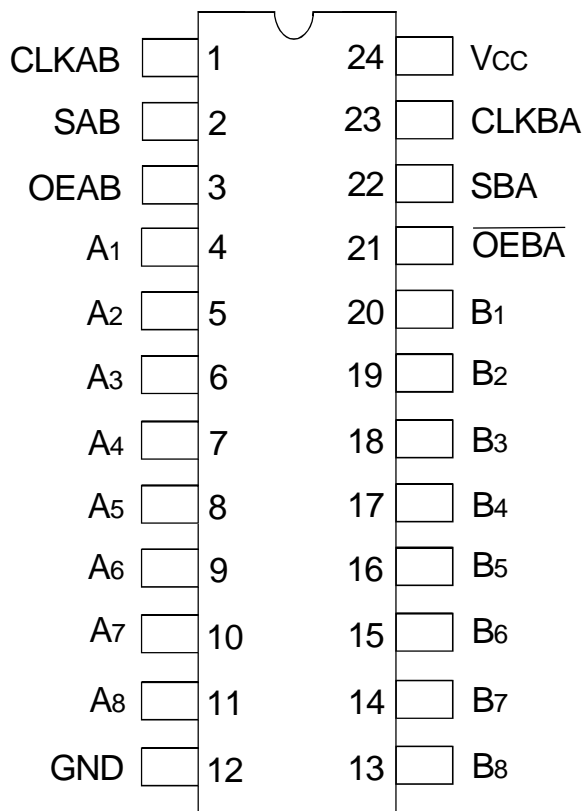 CLKAB 1 24 VCC
SAB 2 23 CLKBA
OEAB 3 22 SBA
A1 4 21 O̅E̅B̅A̅
A2 5 20 B1
A3 6 19 B2
A4 7 18 B3
A5 8 17 B4
A6 9 16 B5
A7 10 15 B6
A8 11 14 B7
GND 12 13 B8